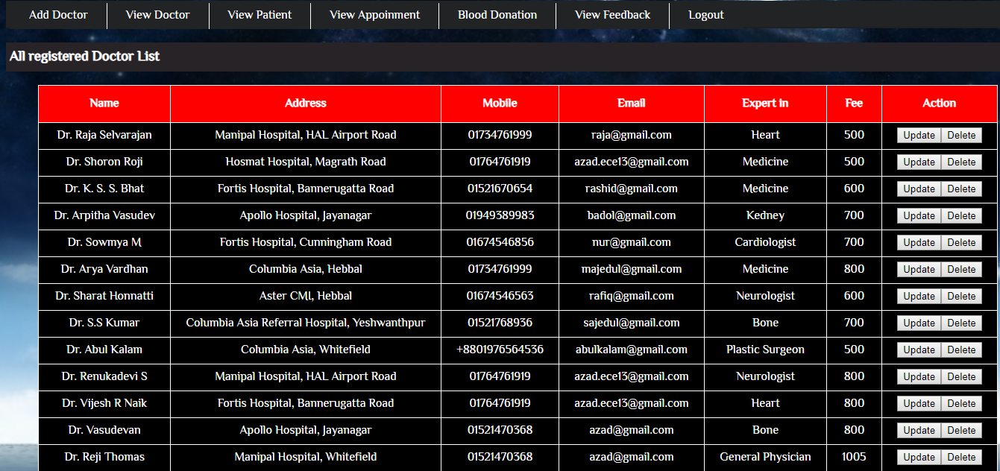 Add Doctor View Doctor View Patient View Appoinment Blood Donation View Feedback Logout
All registered Doctor List
Name Address Mobile Email Expert in Fee Action
Dr. Raja Selvarajan Manipal Hospital, HAL Airport Road 01734761999 raja@gmail.com Heart 500 Update Delete
Dr. Shoron Roji Hosmat Hospital, Magrath Road 01764761919 azad.ece13@gmail.com Medicine 500 Update Delete
Dr. K. S. S. Bhat Fortis Hospital, Bannerugatta Road 01521670654 rashid@gmail.com Medicine 600 Update Delete
Dr. Arpitha Vasudev Apollo Hospital, Jayanagar 01949389983 badol@gmail.com Kedney 700 Update Delete
Dr. Sowmya M Fortis Hospital, Cunningham Road 01674546856 nur@gmail.com Cardiologist 700 Update Delete
Dr. Arya Vardhan Columbia Asia, Hebbal 01734761999 majedul@gmail.com Medicine 800 Update Delete
Dr. Sharat Honnatti Aster CMI, Hebbal 01674546563 rafiq@gmail.com Neurologist 600 Update Delete
Dr. S.S Kumar Columbia Asia Referral Hospital, Yeshwanthpur 01521768936 sajedul@gmail.com Bone 700 Update Delete
Dr. Abul Kalam Columbia Asia, Whitefield +8801976564536 abulkalam@gmail.com Plastic Surgeon 500 Update Delete
Dr. Renukadevi S Manipal Hospital, HAL Airport Road 01764761919 azad.ece13@gmail.com Neurologist 800 Update Delete
Dr. Vijesh R Naik Fortis Hospital, Bannerugatta Road 01764761919 azad.ece13@gmail.com Heart 800 Update Delete
Dr. Vasudevan Apollo Hospital, Jayanagar 01521470368 azad@gmail.com Bone 800 Update Delete
Dr. Reji Thomas Manipal Hospital, Whitefield 01521470368 azad@gmail.com General Physician 1005 Update Delete